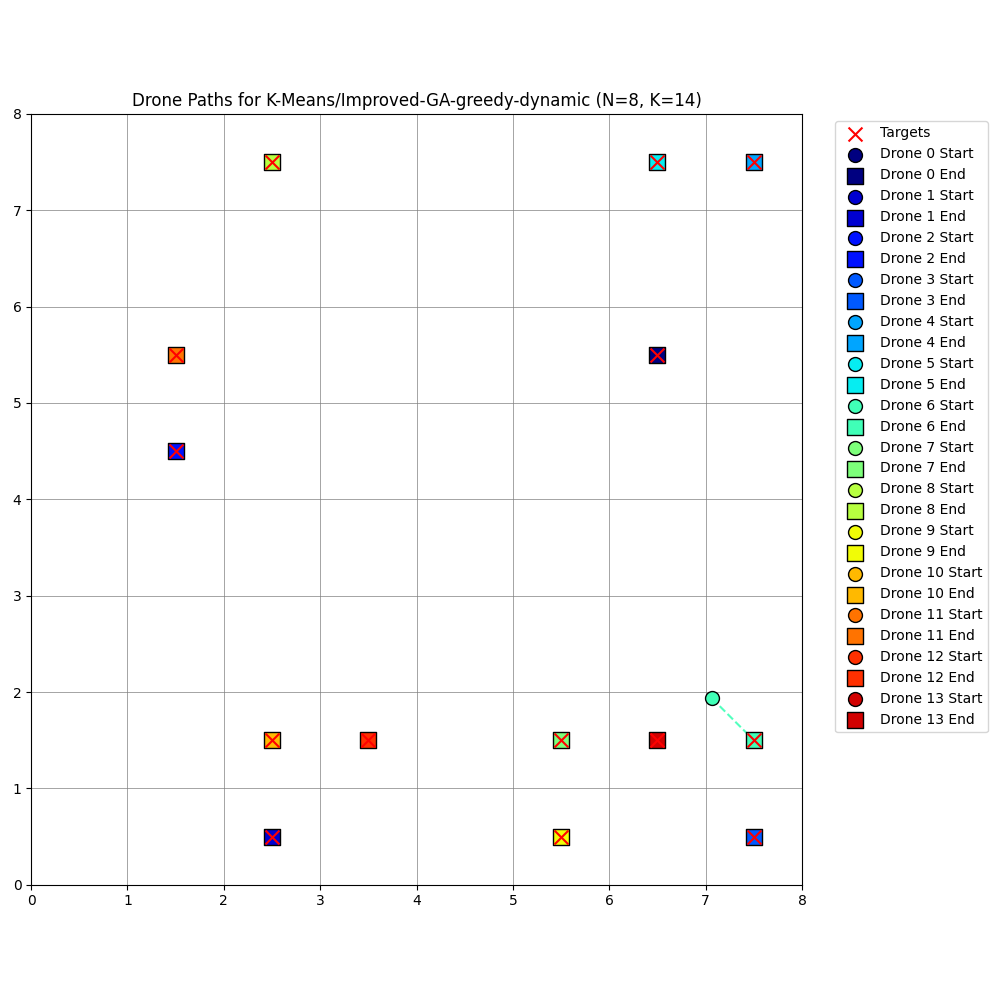 Drone Paths for K-Means/Improved-GA-greedy-dynamic (N=8, K=14)
8
7
6
5
4
3
2
1
0
0 1 2 3 4 5 6 7 8
Targets
Drone 0 Start
Drone 0 End
Drone 1 Start
Drone 1 End
Drone 2 Start
Drone 2 End
Drone 3 Start
Drone 3 End
Drone 4 Start
Drone 4 End
Drone 5 Start
Drone 5 End
Drone 6 Start
Drone 6 End
Drone 7 Start
Drone 7 End
Drone 8 Start
Drone 8 End
Drone 9 Start
Drone 9 End
Drone 10 Start
Drone 10 End
Drone 11 Start
Drone 11 End
Drone 12 Start
Drone 12 End
Drone 13 Start
Drone 13 End